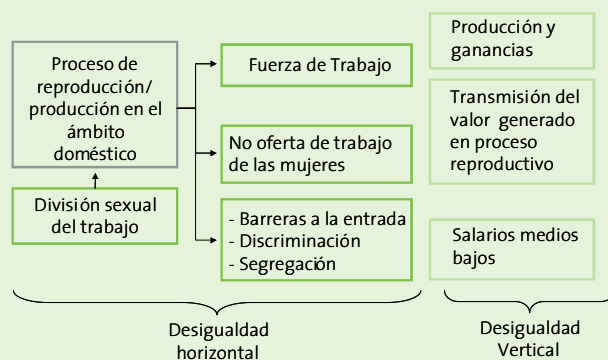 Proceso de
reproducción/
producción en el
ámbito
doméstico
División sexual
del trabajo
Fuerza de Trabajo
No oferta de trabajo
de las mujeres
- Barreras a la entrada
- Discriminación
- Segregación
Producción y
ganancias
Transmisión del
valor generado
en proceso
reproductivo
Salarios medios
bajos
Desigualdad
horizontal
Desigualdad
Vertical